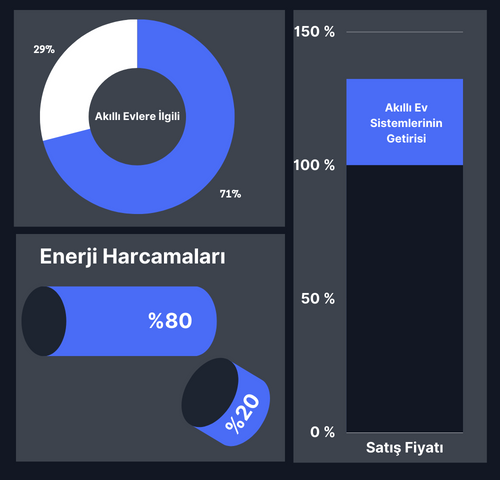 29%
Akıllı Evlere İlgili
71%
Enerji Harcamaları
%80
%20
150 %
Akıllı Ev
Sistemlerinin
Getirisi
100 %
50 %
0 %
Satış Fiyatı